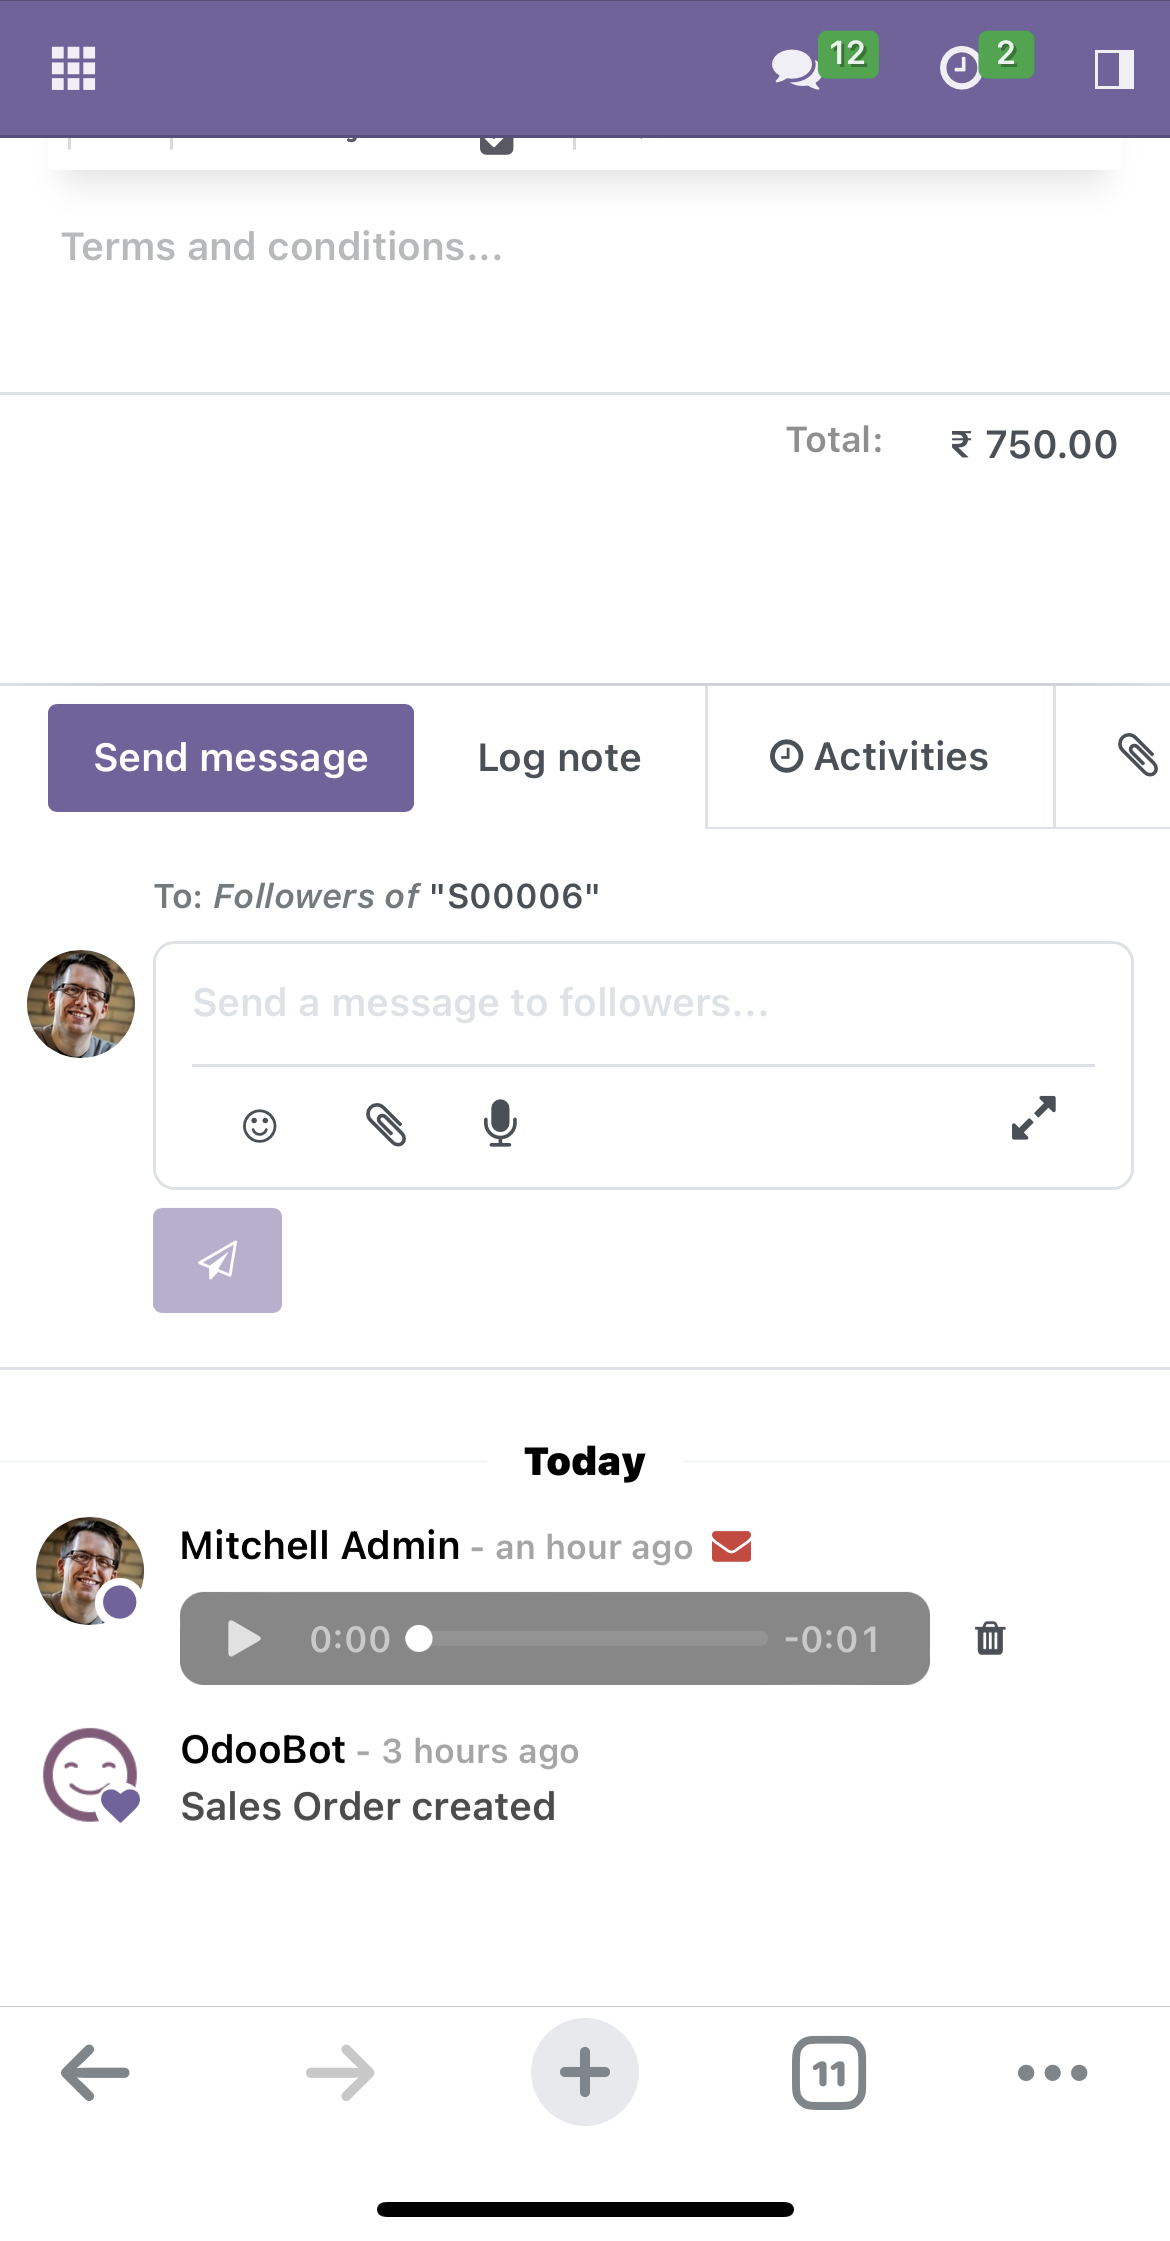 12
2
Terms and conditions...
Total: ₹ 750.00
Send message
Log note
Activities
To: Followers of "S00006"
Send a message to followers...
Today
Mitchell Admin - an hour ago
0:00 -0:01
OdooBot - 3 hours ago
Sales Order created
11